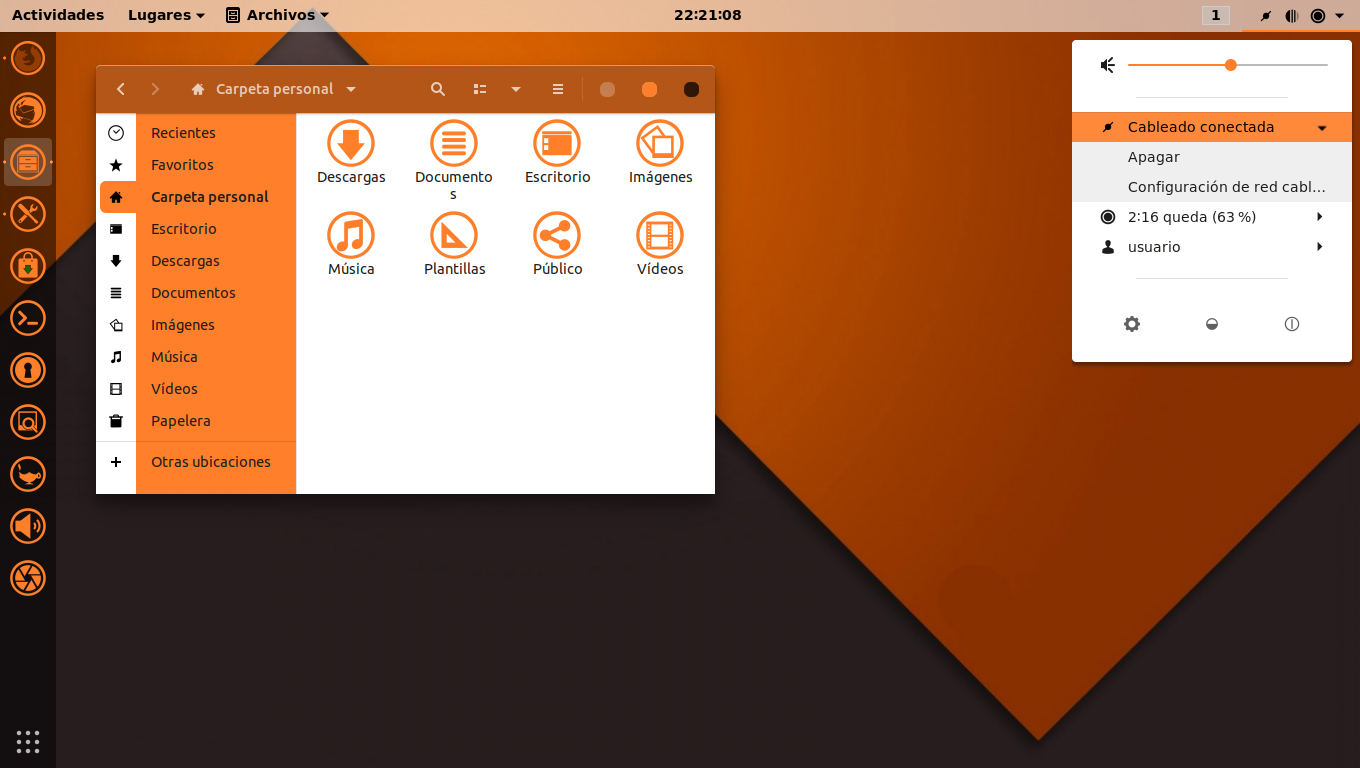 Actividades Lugares Archivos 22:21:08 1
Carpeta personal
Recientes
Favoritos
Carpeta personal
Escritorio
Descargas
Documentos
Imágenes
Música
Vídeos
Papelera
Otras ubicaciones
Descargas Documento
s Escritorio Imágenes
Música Plantillas Público Vídeos
Cableado conectada
Apagar
Configuración de red cabl...
2:16 queda (63 %)
usuario